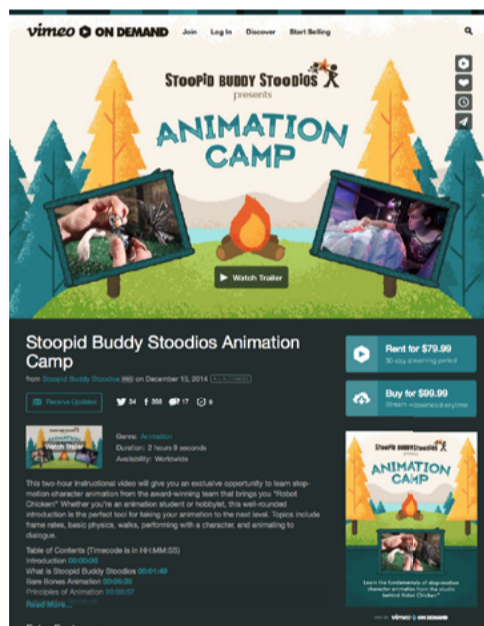 vimeo ON DEMAND Join Log In Discover Start Selling
STOOPID BUDDY STOODIOS
presents
ANIMATION
CAMP
Watch Trailer
Stoopid Buddy Stoodios Animation
Camp
from Stoopid Buddy Stoodios PRO on December 15, 2014
Receive Updates 34 17
Rent for $79.99
30-day streaming period
Buy for $99.99
Stream + download anytime
ANIMATION
Watch Trailer
Genre: Animation
Duration: 2 hours 8 seconds
Availability: Worldwide
This two-hour instructional video will give you an exclusive opportunity to learn stop-
motion character animation from the award-winning team that brings you "Robot
Chicken!" Whether you're an animation student or hobbyist, this well-rounded
introduction is the perfect tool for taking your animation to the next level. Topics include
frame rates, basic physics, walks, performing with a character, and animating to
dialogue.
Table of Contents (Timecode is in HH:MM:SS)
Introduction 00:00:00
What is Stoopid Buddy Stoodios 00:01:49
Bare Bones Animation
Principles of Animation
Read More...
STOOPID BUDDY STOODIOS
ANIMATION
CAMP
Learn the fundamentals of stop-motion
character animation from the studio
behind Robot Chicken
vimeo ON DEMAND